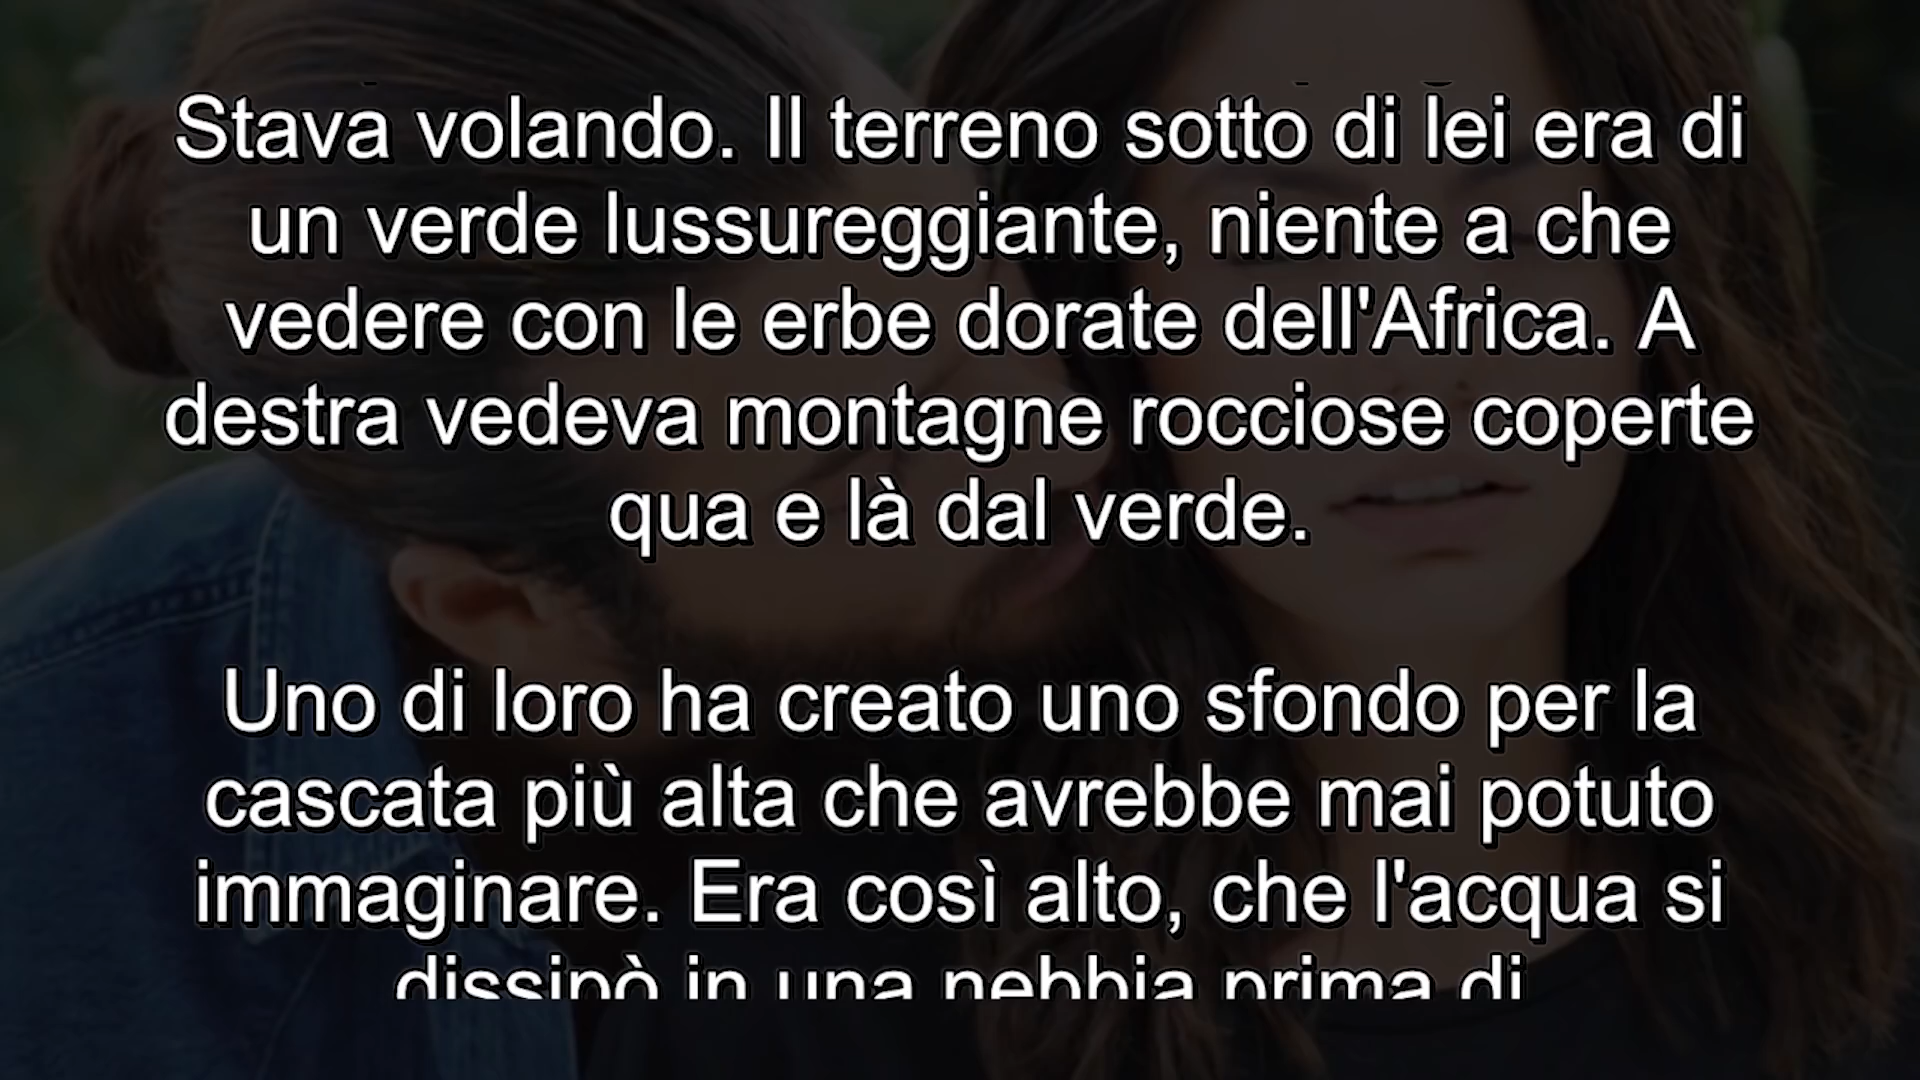 Stava volando. Il terreno sotto di lei era di
un verde lussureggiante, niente a che
vedere con le erbe dorate dell'Africa. A
destra vedeva montagne rocciose coperte
qua e là dal verde.
Uno di loro ha creato uno sfondo per la
cascata più alta che avrebbe mai potuto
immaginare. Era così alto, che l'acqua si
dissipò in una nebbia prima di